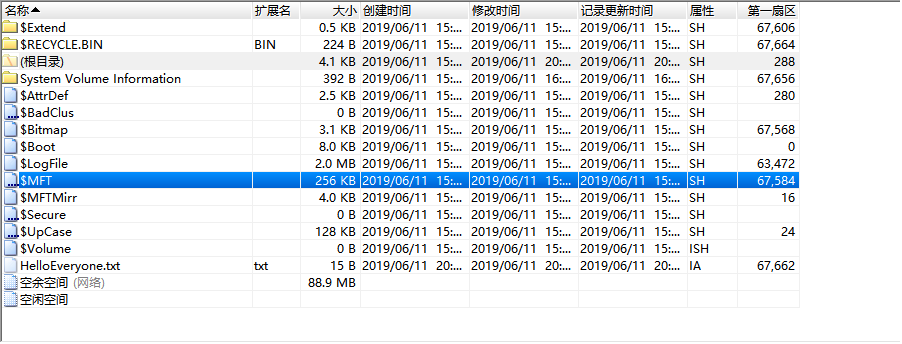 名称 扩展名 大小 创建时间 修改时间 记录更新时间 属性 第一扇区
$Extend 0.5 KB 2019/06/11 15:... 2019/06/11 15:... 2019/06/11 15:... SH 67,606
$RECYCLE.BIN BIN 224 B 2019/06/11 15:... 2019/06/11 15:... 2019/06/11 15:... SH 67,664
(根目录) 4.1 KB 2019/06/11 15:... 2019/06/11 20:... 2019/06/11 20:... SH 288
System Volume Information 392 B 2019/06/11 15:... 2019/06/11 16:... 2019/06/11 16:... SH 67,656
$AttrDef 2.5 KB 2019/06/11 15:... 2019/06/11 15:... 2019/06/11 15:... SH 280
$BadClus 0 B 2019/06/11 15:... 2019/06/11 15:... 2019/06/11 15:... SH
$Bitmap 3.1 KB 2019/06/11 15:... 2019/06/11 15:... 2019/06/11 15:... SH 67,568
$Boot 8.0 KB 2019/06/11 15:... 2019/06/11 15:... 2019/06/11 15:... SH 0
$LogFile 2.0 MB 2019/06/11 15:... 2019/06/11 15:... 2019/06/11 15:... SH 63,472
$MFT 256 KB 2019/06/11 15:... 2019/06/11 15:... 2019/06/11 15:... SH 67,584
$MFTMirr 4.0 KB 2019/06/11 15:... 2019/06/11 15:... 2019/06/11 15:... SH 16
$Secure 0 B 2019/06/11 15:... 2019/06/11 15:... 2019/06/11 15:... SH
$UpCase 128 KB 2019/06/11 15:... 2019/06/11 15:... 2019/06/11 15:... SH 24
$Volume 0 B 2019/06/11 15:... 2019/06/11 15:... 2019/06/11 15:... ISH
HelloEveryone.txt txt 15 B 2019/06/11 20:... 2019/06/11 20:... 2019/06/11 20:... IA 67,662
空余空间 (网络) 88.9 MB
空闲空间